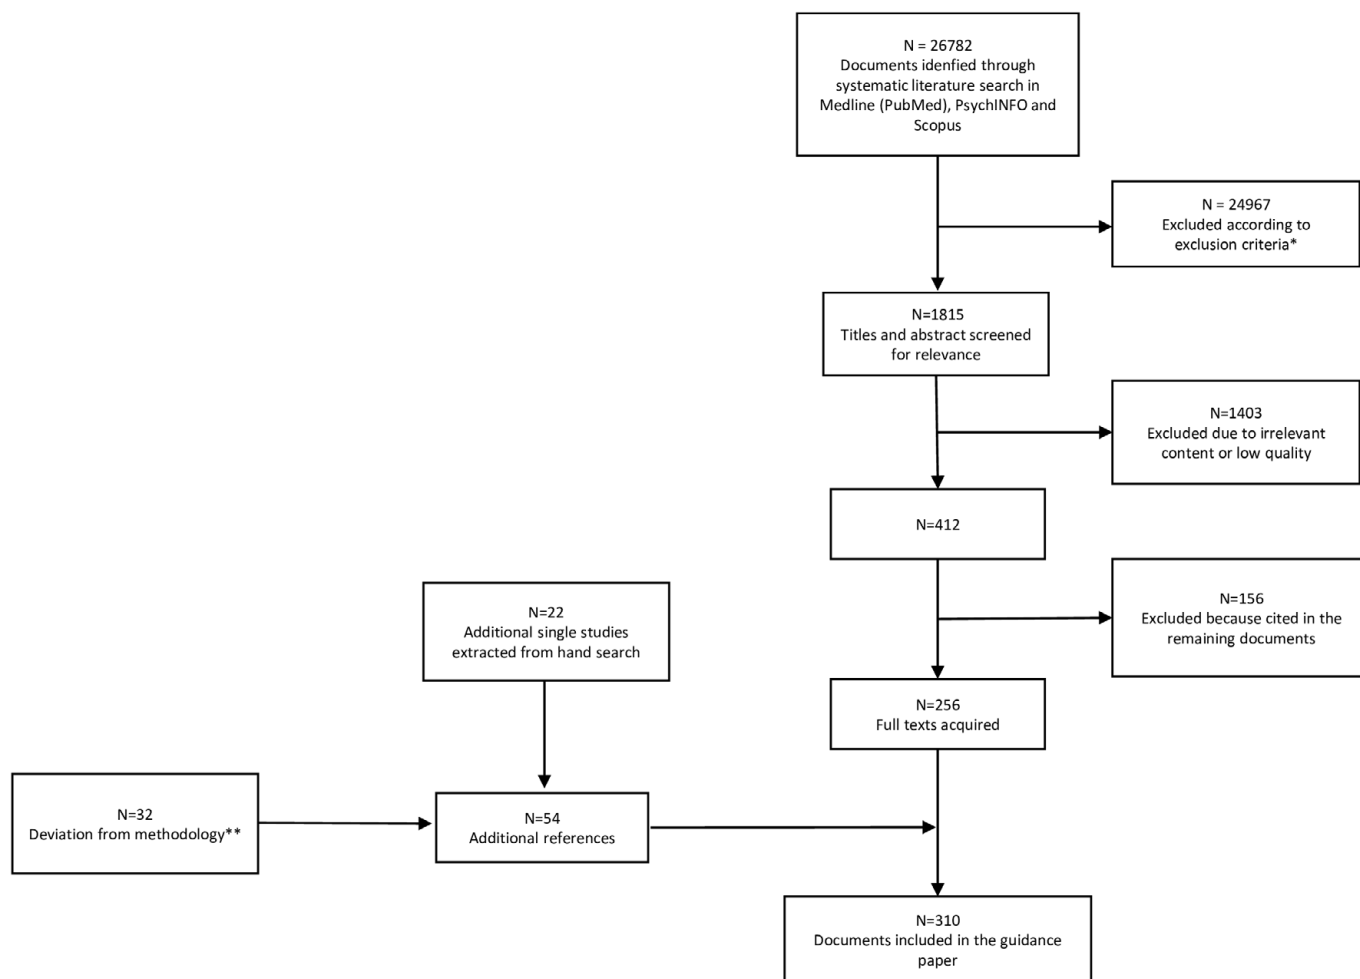 N = 26782
Documents idenfied through
systematic literature search in
Medline (PubMed), PsychINFO and
Scopus
N = 24967
Excluded according to
exclusion criteria*
N=1815
Titles and abstract screened
for relevance
N=1403
Excluded due to irrelevant
content or low quality
N=412
N=156
Excluded because cited in the
remaining documents
N=22
Additional single studies
extracted from hand search
N=256
Full texts acquired
N=32
Deviation from methodology**
N=54
Additional references
N=310
Documents included in the guidance
paper